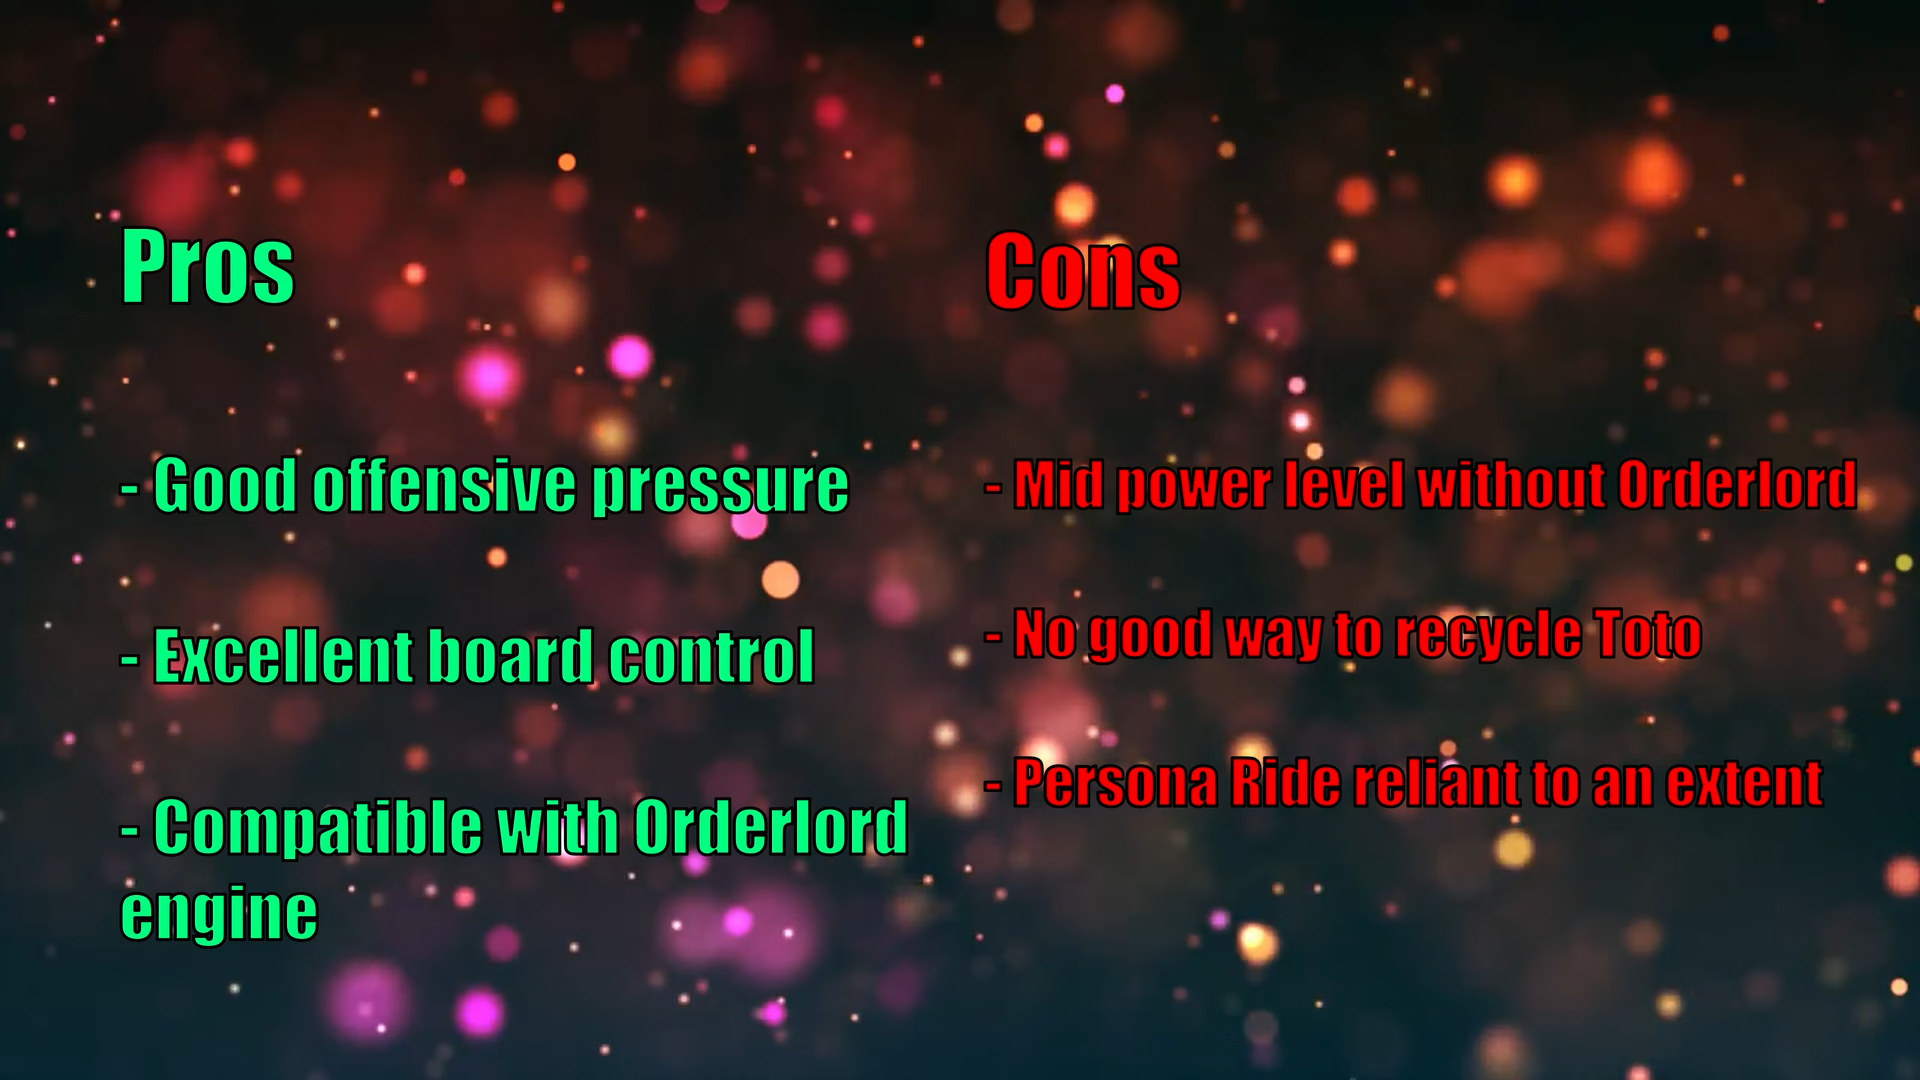 Pros
- Good offensive pressure
- Excellent board control
- Compatible with Orderlord
engine
Cons
- Mid power level without Orderlord
- No good way to recycle Toto
- Persona Ride reliant to an extent